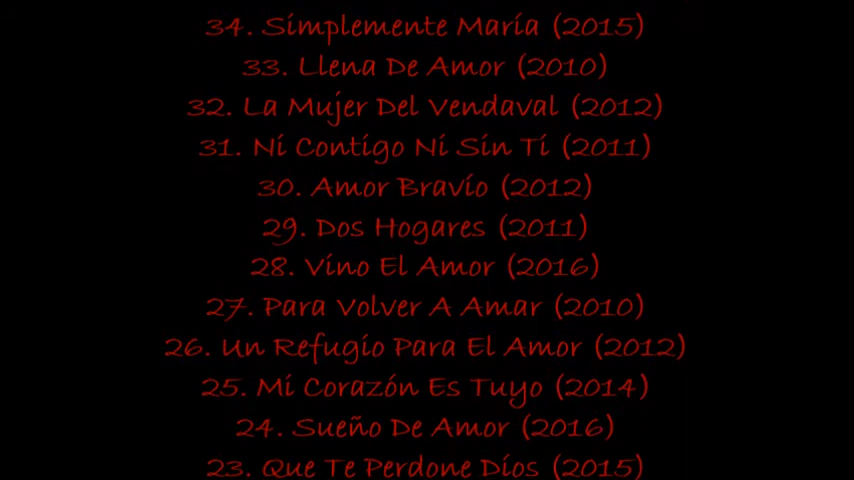 34. Simplemente María (2015)
33. Llena De Amor (2010)
32. La Mujer Del Vendaval (2012)
31. Ni Contigo Ni Sin Ti (2011)
30. Amor Bravío (2012)
29. Dos Hogares (2011)
28. Vino El Amor (2016)
27. Para Volver A Amar (2010)
26. Un Refugio Para El Amor (2012)
25. Mi Corazón Es Tuyo (2014)
24. Sueño De Amor (2016)
23. Que Te Perdone Dios (2015)